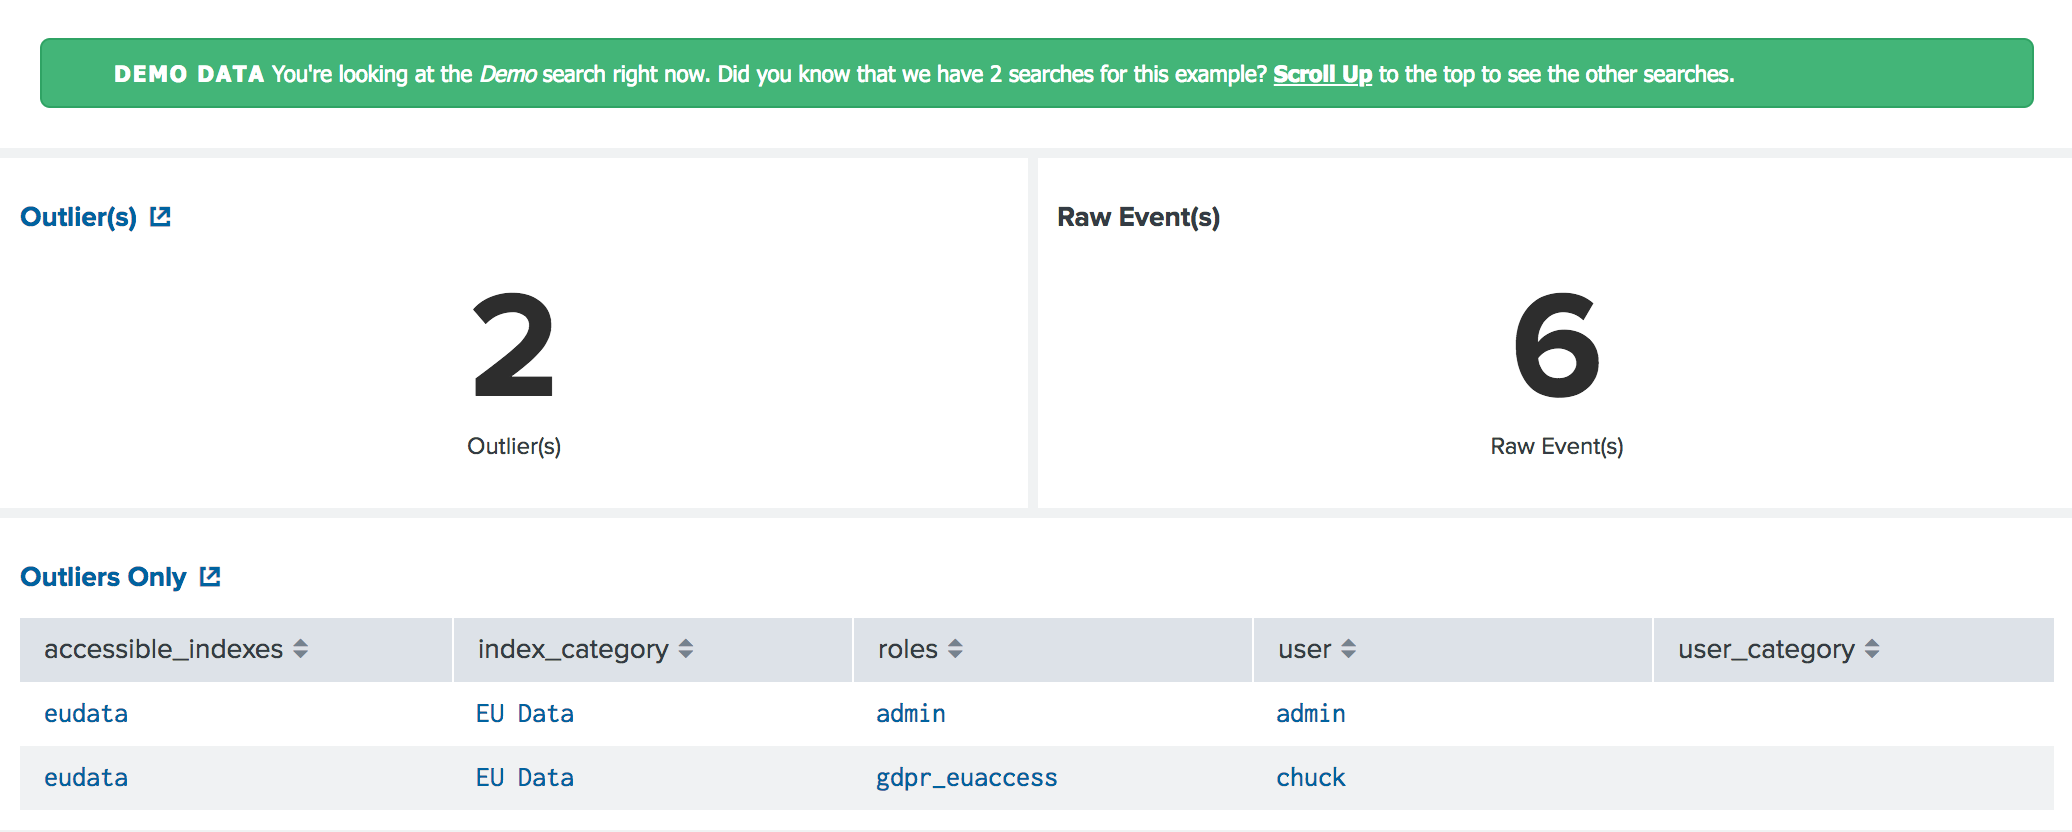 DEMO DATA You're looking at the Demo search right now. Did you know that we have 2 searches for this example? Scroll Up to the top to see the other searches.
Outlier(s)
2
Outlier(s)
Raw Event(s)
6
Raw Event(s)
Outliers Only
accessible_indexes index_category roles user user_category
eudata EU Data admin admin
eudata EU Data gdpr_euaccess chuck